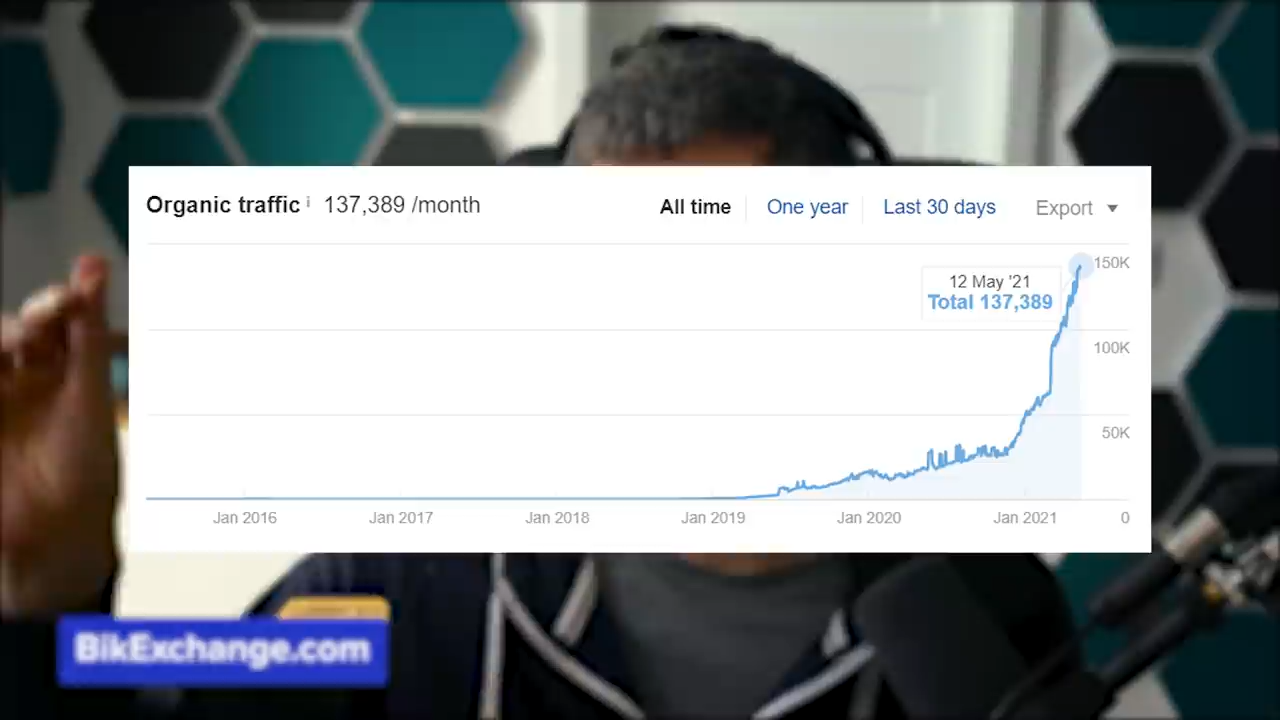 Organic traffic i 137,389 /month
All time One year Last 30 days Export
12 May '21
Total 137,389
150K
100K
50K
0
Jan 2016 Jan 2017 Jan 2018 Jan 2019 Jan 2020 Jan 2021
BikExchange.com